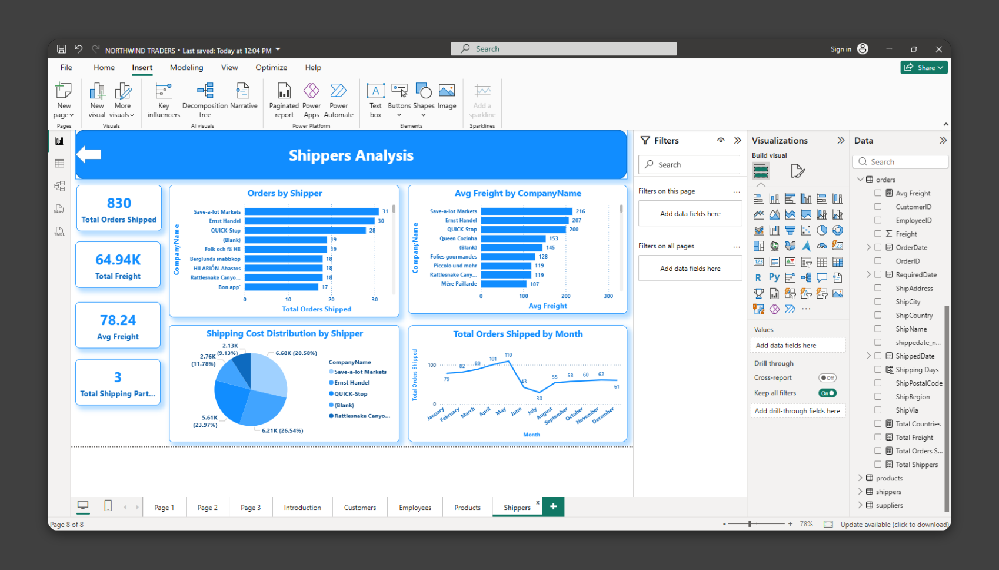 NORTHWIND TRADERS • Last saved: Today at 12:04 PM
Search
Sign in
File
Home
Insert
Modeling
View
Optimize
Help
Share
New page
New visual
More visuals
Key influencers
Decomposition tree
Narrative
Paginated report
Power Apps
Power Automate
Text box
Buttons
Shapes
Image
Add a sparkline
Pages
Visuals
AI visuals
Power Platform
Elements
Sparklines
DAX
TMDL
Shippers Analysis
830
Total Orders Shipped
64.94K
Total Freight
78.24
Avg Freight
3
Total Shipping Part...
Orders by Shipper
CompanyName
Save-a-lot Markets 31
Ernst Handel 30
QUICK-Stop 28
(Blank) 19
Folk och fä HB 19
Berglunds snabbköp 18
HILARIÓN-Abastos 18
Rattlesnake Canyo... 18
Bon app' 17
0 10 20 30
Total Orders Shipped
Avg Freight by CompanyName
CompanyName
Save-a-lot Markets 216
Ernst Handel 207
QUICK-Stop 200
Queen Cozinha 153
(Blank) 145
Folies gourmandes 128
Piccolo und mehr 119
Rattlesnake Cany... 119
Mère Paillarde 107
0 100 200 300
Avg Freight
Shipping Cost Distribution by Shipper
2.13K
(9.13%)
2.76K
(11.78%)
6.68K (28.58%)
5.61K
(23.97%)
6.21K (26.54%)
CompanyName
Save-a-lot Markets
Ernst Handel
QUICK-Stop
(Blank)
Rattlesnake Canyo...
Total Orders Shipped by Month
Total Orders Shipped
100
0
79 82 89 101 110 43 30 55 58 60 62 61
January February March April May June July August September October November December
Month
Filters
Search
Filters on this page ...
Add data fields here
Filters on all pages ...
Add data fields here
Visualizations
Build visual
123
123
R
Py
...
Values
Add data fields here
Drill through
Cross-report Off
Keep all filters On
Add drill-through fields here
Data
Search
orders
Avg Freight
CustomerID
EmployeeID
Freight
OrderDate
OrderID
RequiredDate
ShipAddress
ShipCity
ShipCountry
ShipName
shippedate_n...
ShippedDate
Shipping Days
ShipPostalCode
ShipRegion
ShipVia
Total Countries
Total Freight
Total Orders S...
Total Shippers
products
shippers
suppliers
Page 1
Page 2
Page 3
Introduction
Customers
Employees
Products
Shippers
x
+
Page 8 of 8
- + 78%
Update available (click to download)